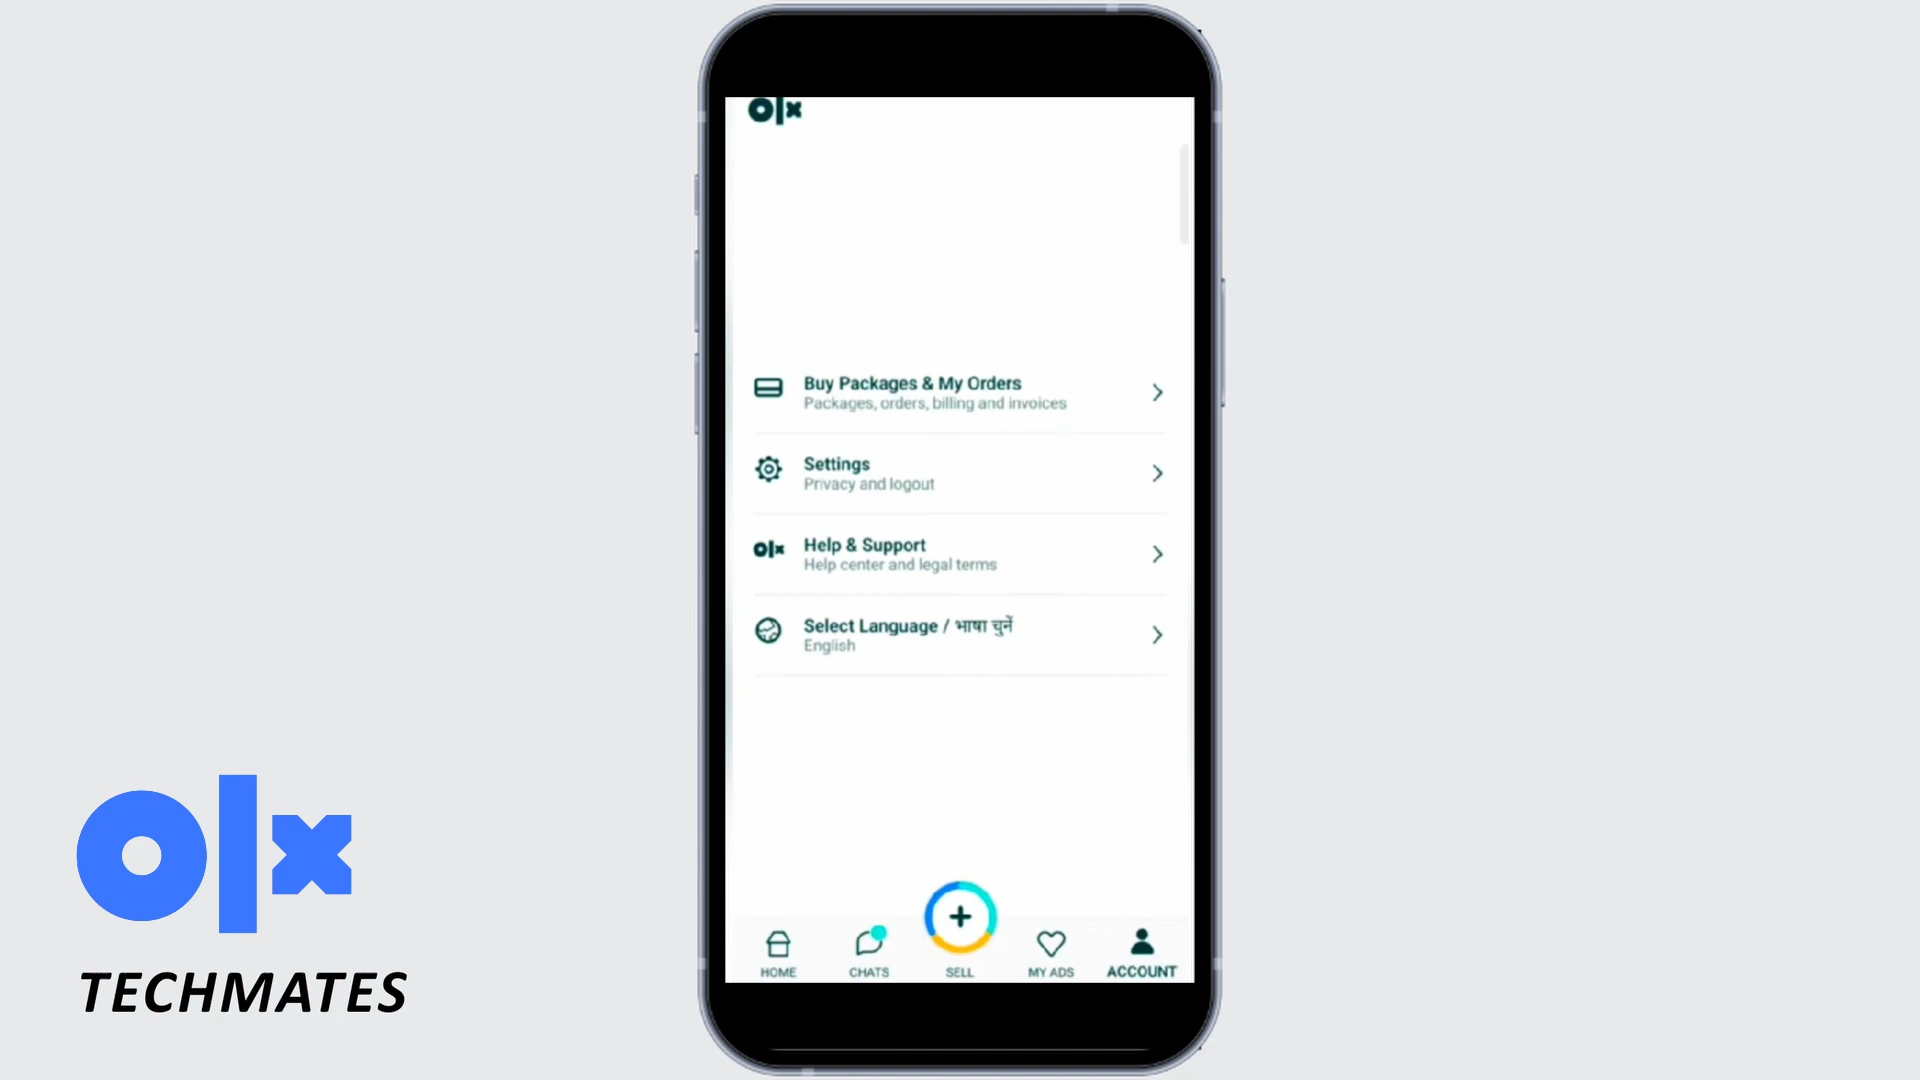 olx
Buy Packages & My Orders
Packages, orders, billing and invoices
Settings
Privacy and logout
olx
Help & Support
Help center and legal terms
Select Language / भाषा चुनें
English
HOME
CHATS
SELL
MY ADS
ACCOUNT
olx
TECHMATES